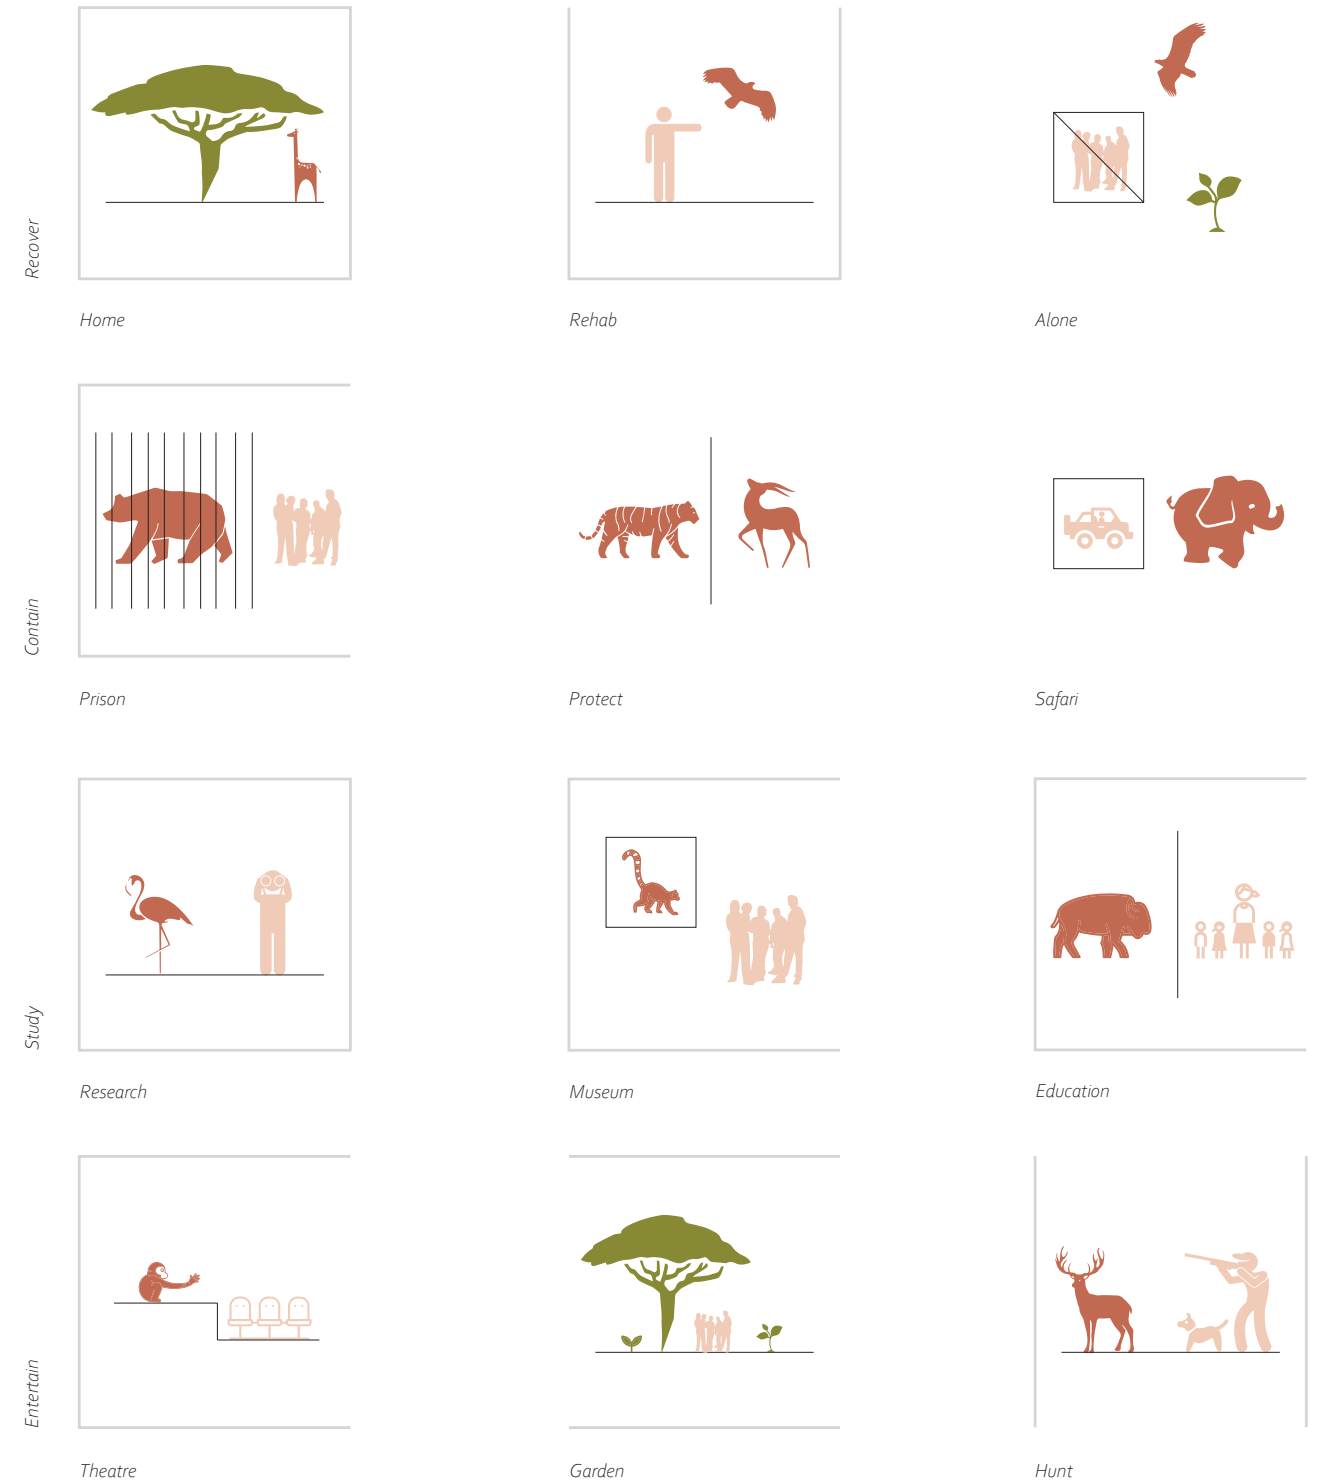 Recover
Home
Rehab
Alone
Contain
Prison
Protect
Safari
Study
Research
Museum
Education
Entertain
Theatre
Garden
Hunt